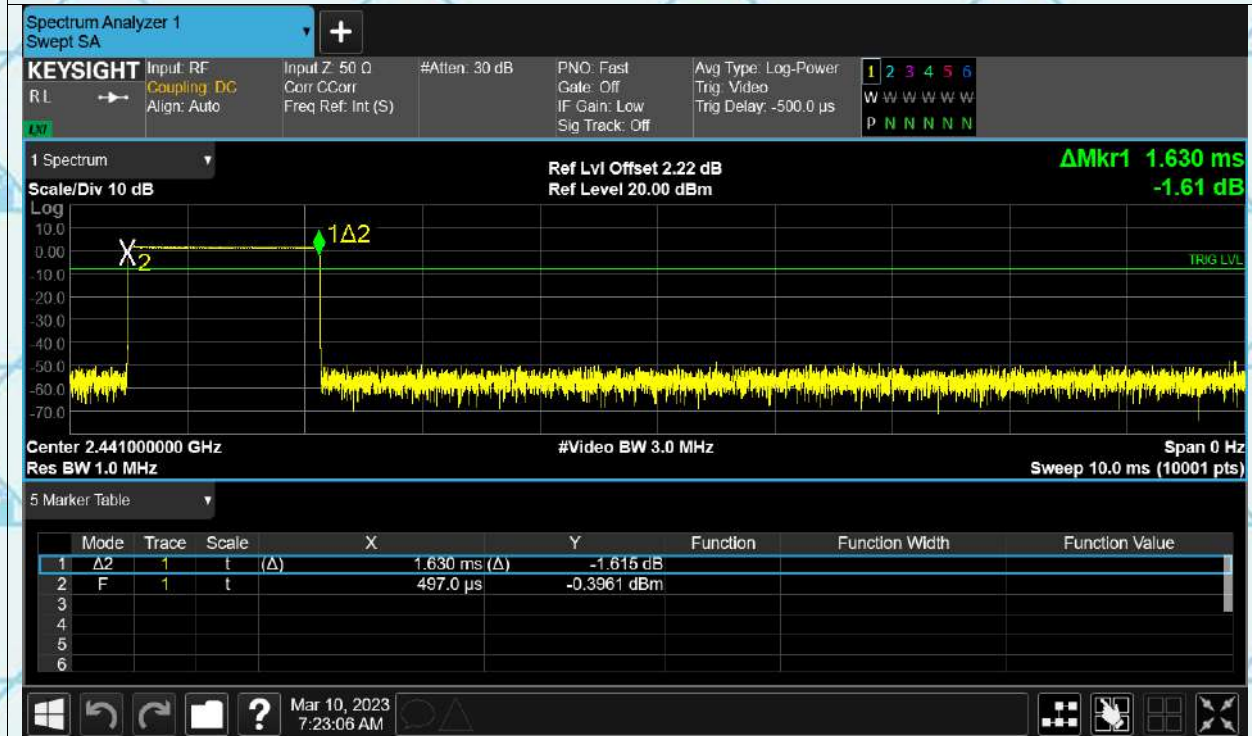 Spectrum Analyzer 1
Swept SA
+
KEYSIGHT
RL
LXI
Input: RF
Coupling: DC
Align: Auto
Input Z: 50 Ω
Corr CCorr
Freq Ref: Int (S)
#Atten: 30 dB
PNO: Fast
Gate: Off
IF Gain: Low
Sig Track: Off
Avg Type: Log-Power
Trig: Video
Trig Delay: -500.0 µs
1 2 3 4 5 6
W W W W W W
P N N N N N
1 Spectrum
Scale/Div 10 dB
Ref Lvl Offset 2.22 dB
Ref Level 20.00 dBm
ΔMkr1 1.630 ms
-1.61 dB
Log
10.0
0.00
-10.0
-20.0
-30.0
-40.0
-50.0
-60.0
-70.0
X2
1Δ2
TRIG LVL
Center 2.441000000 GHz
Res BW 1.0 MHz
#Video BW 3.0 MHz
Span 0 Hz
Sweep 10.0 ms (10001 pts)
5 Marker Table
Mode Trace Scale X Y Function Function Width Function Value
1 Δ2 1 t (Δ) 1.630 ms (Δ) -1.615 dB
2 F 1 t 497.0 µs -0.3961 dBm
3
4
5
6
?
Mar 10, 2023
7:23:06 AM